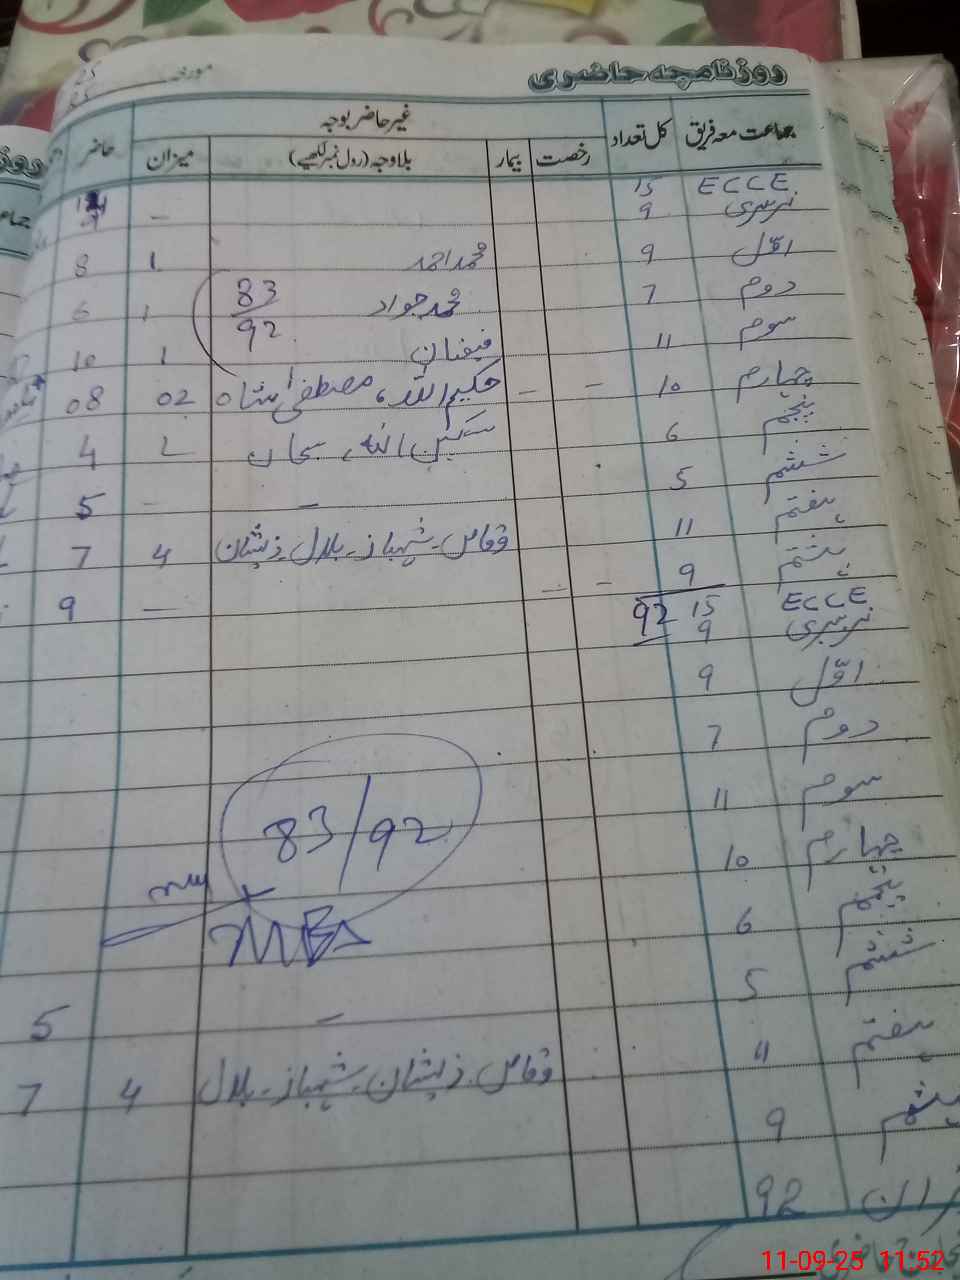 روزنامچہ حاضری
مورخہ
جماعت معہ فریق کل تعداد غیر حاضر بوجہ حاضر
رخصت بیمار بلاوجہ (رول نمبر لکھیے) میزان
ECCE 15
نرسری 9 –
اوّل 9 محمد احمد 1 8
دوم 7 محمد جواد 1 6
83
92
سوم 11 فیضان 1 10
چہارم 10 – – حکیم اللہ، مصطفیٰ شاہ 02 08
پنجم 6 سبحان 2 4
ششم 5 – – 5
ہفتم 11 وقاص۔ شہباز۔ بلال۔ ذیشان 4 7
ہشتم 9 – – – 9
92
ECCE 15
نرسری 9
اوّل 9
دوم 7
سوم 11
چہارم 10
83/92
پنجم 6
ششم 5 – 5
ہفتم 11 وقاص۔ ذیشان۔ شہباز۔ بلال 4 7
ہشتم 9
92
11-09-25 11:52